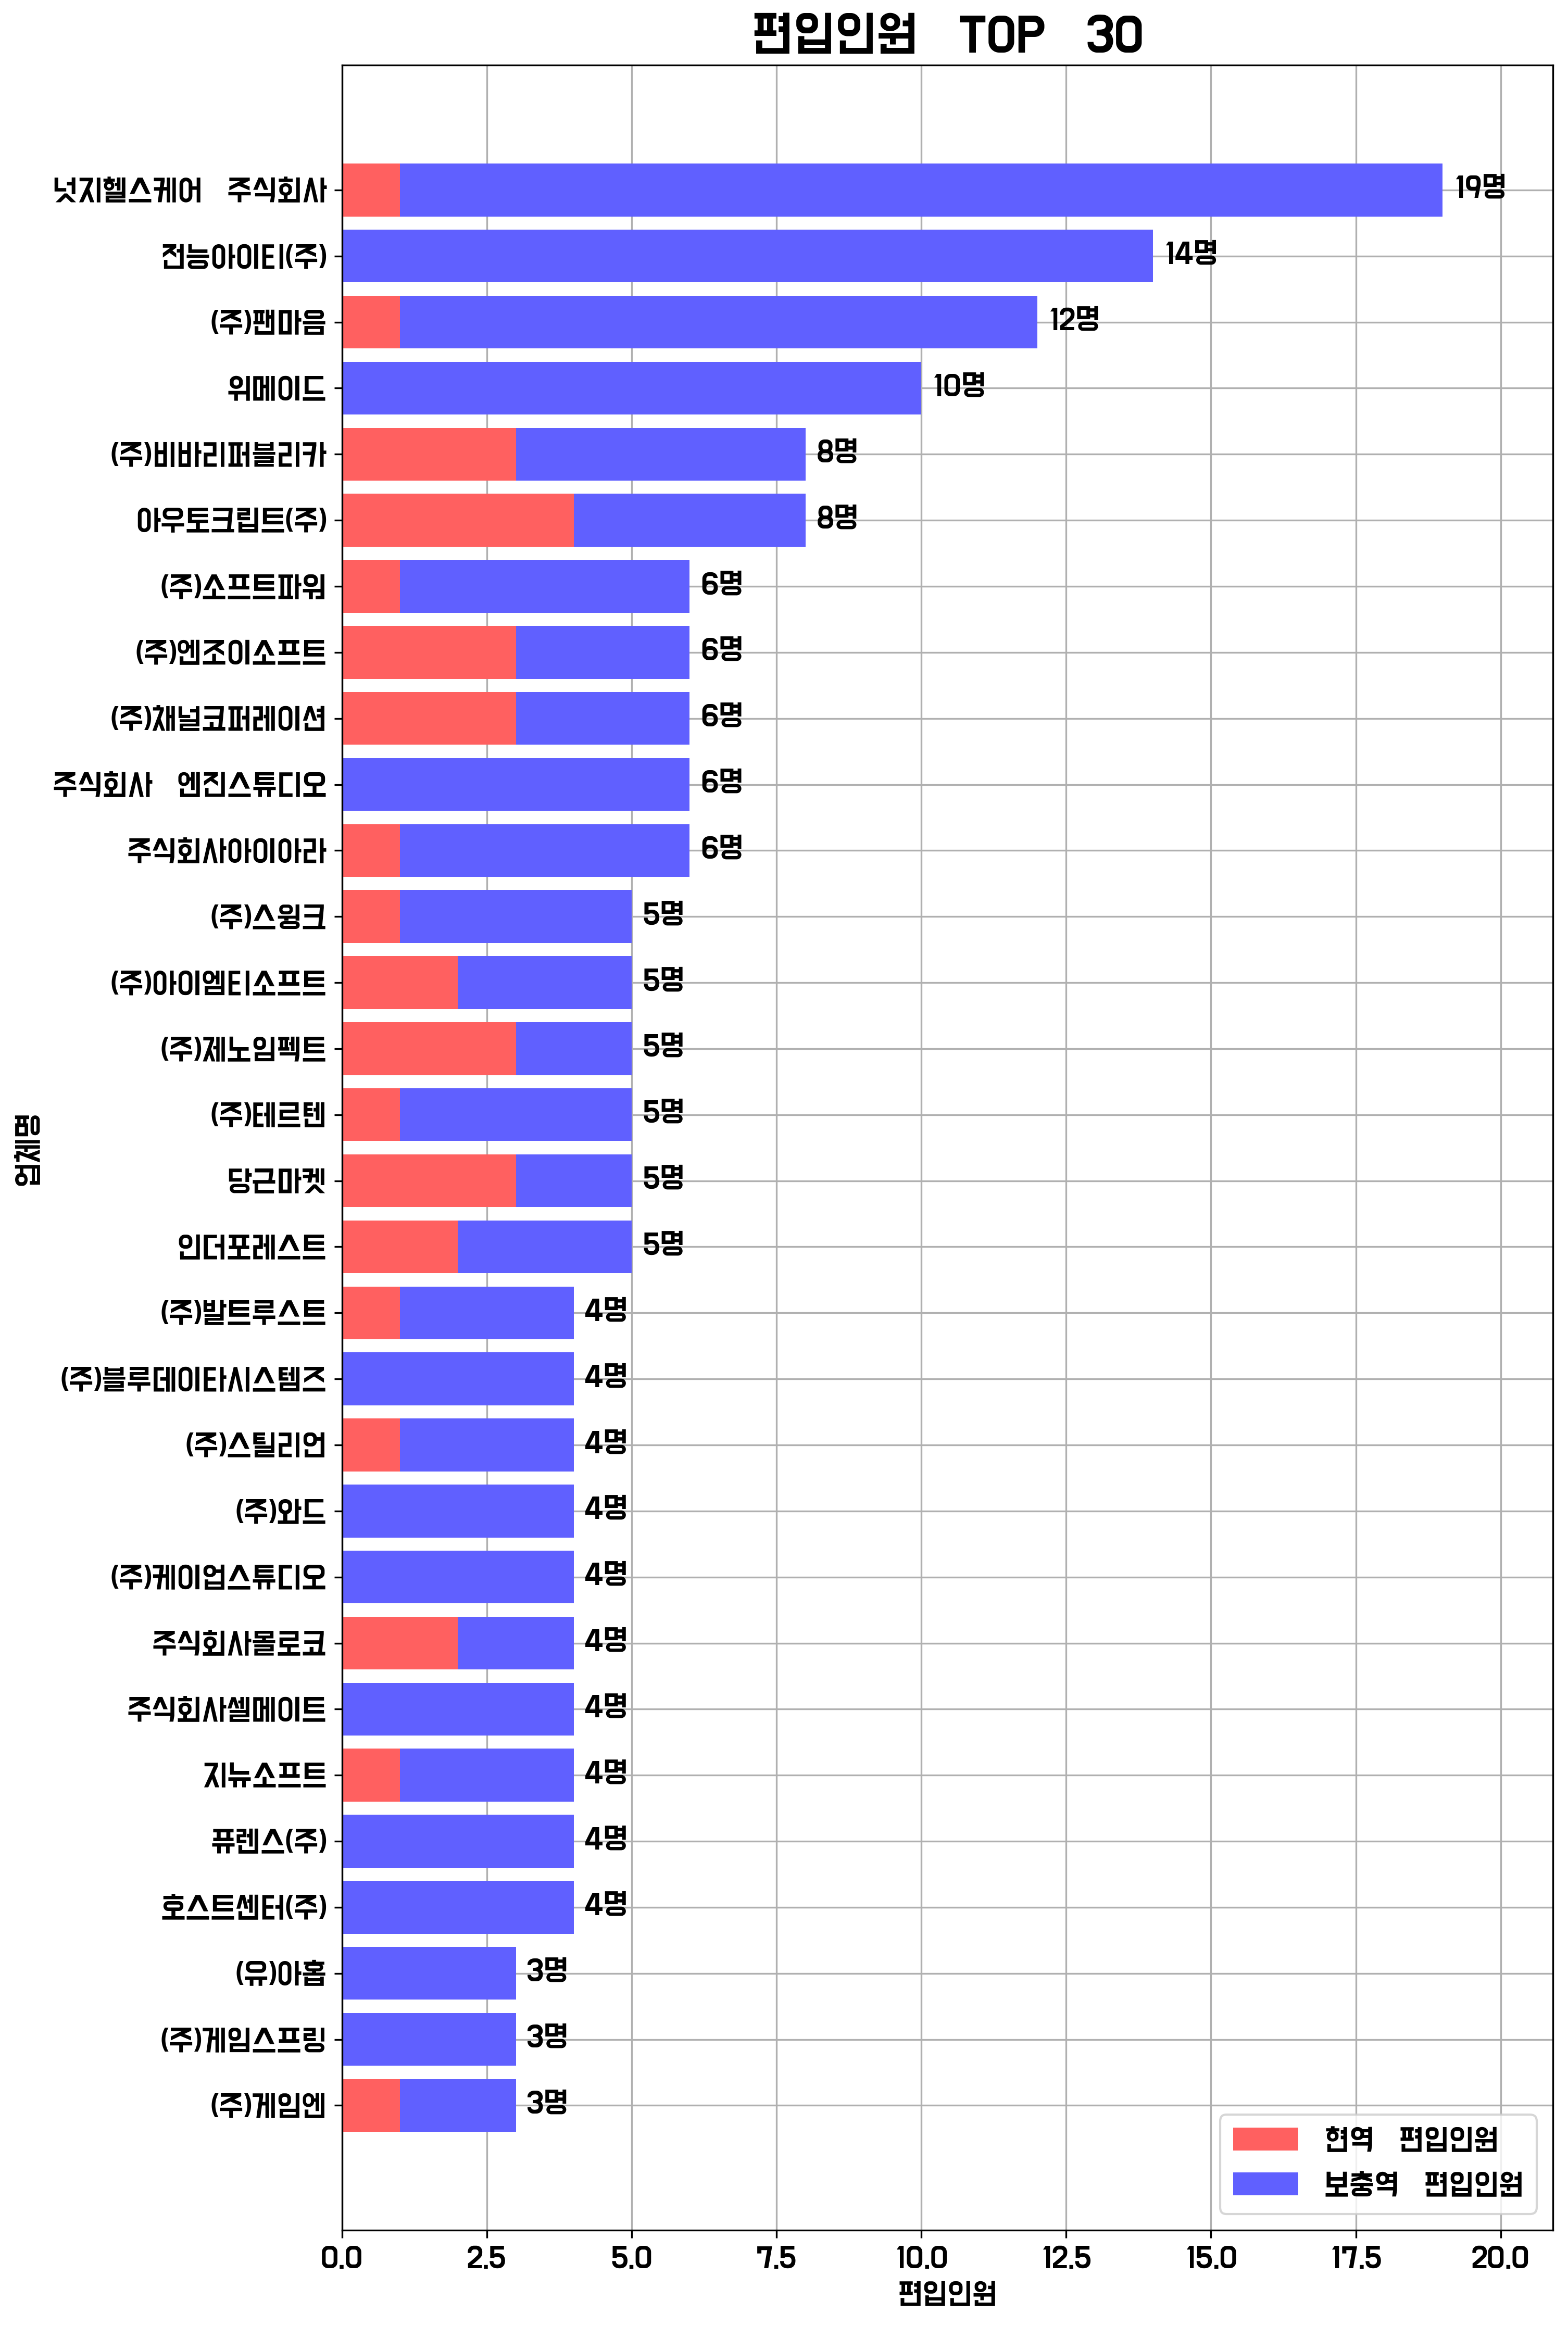 편입인원 TOP 30
넛지헬스케어 주식회사 19명
전능아이티(주) 14명
(주)팬마음 12명
위메이드 10명
(주)비바리퍼블리카 8명
아우토크립트(주) 8명
(주)소프트파워 6명
(주)엔조이소프트 6명
(주)채널코퍼레이션 6명
주식회사 엔진스튜디오 6명
주식회사아이아라 6명
(주)스윙크 5명
(주)아이엠티소프트 5명
(주)제노임펙트 5명
(주)테르텐 5명
당근마켓 5명
인더포레스트 5명
(주)발트루스트 4명
(주)블루데이타시스템즈 4명
(주)스틸리언 4명
(주)와드 4명
(주)케이업스튜디오 4명
주식회사몰로코 4명
주식회사셀메이트 4명
지뉴소프트 4명
퓨렌스(주) 4명
호스트센터(주) 4명
(유)아홉 3명
(주)게임스프링 3명
(주)게임엔 3명
업체명
현역 편입인원
보충역 편입인원
0.0 2.5 5.0 7.5 10.0 12.5 15.0 17.5 20.0
편입인원